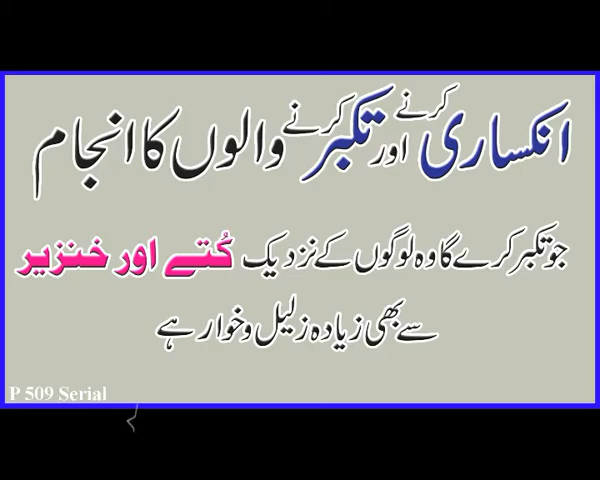 انکساری کرنے اور تکبر کرنے والوں کا انجام
جو تکبر کرے گا وہ لوگوں کے نزدیک کُتے اور خنزیر
سے بھی زیادہ زلیل و خوار ہے
P 509 Serial